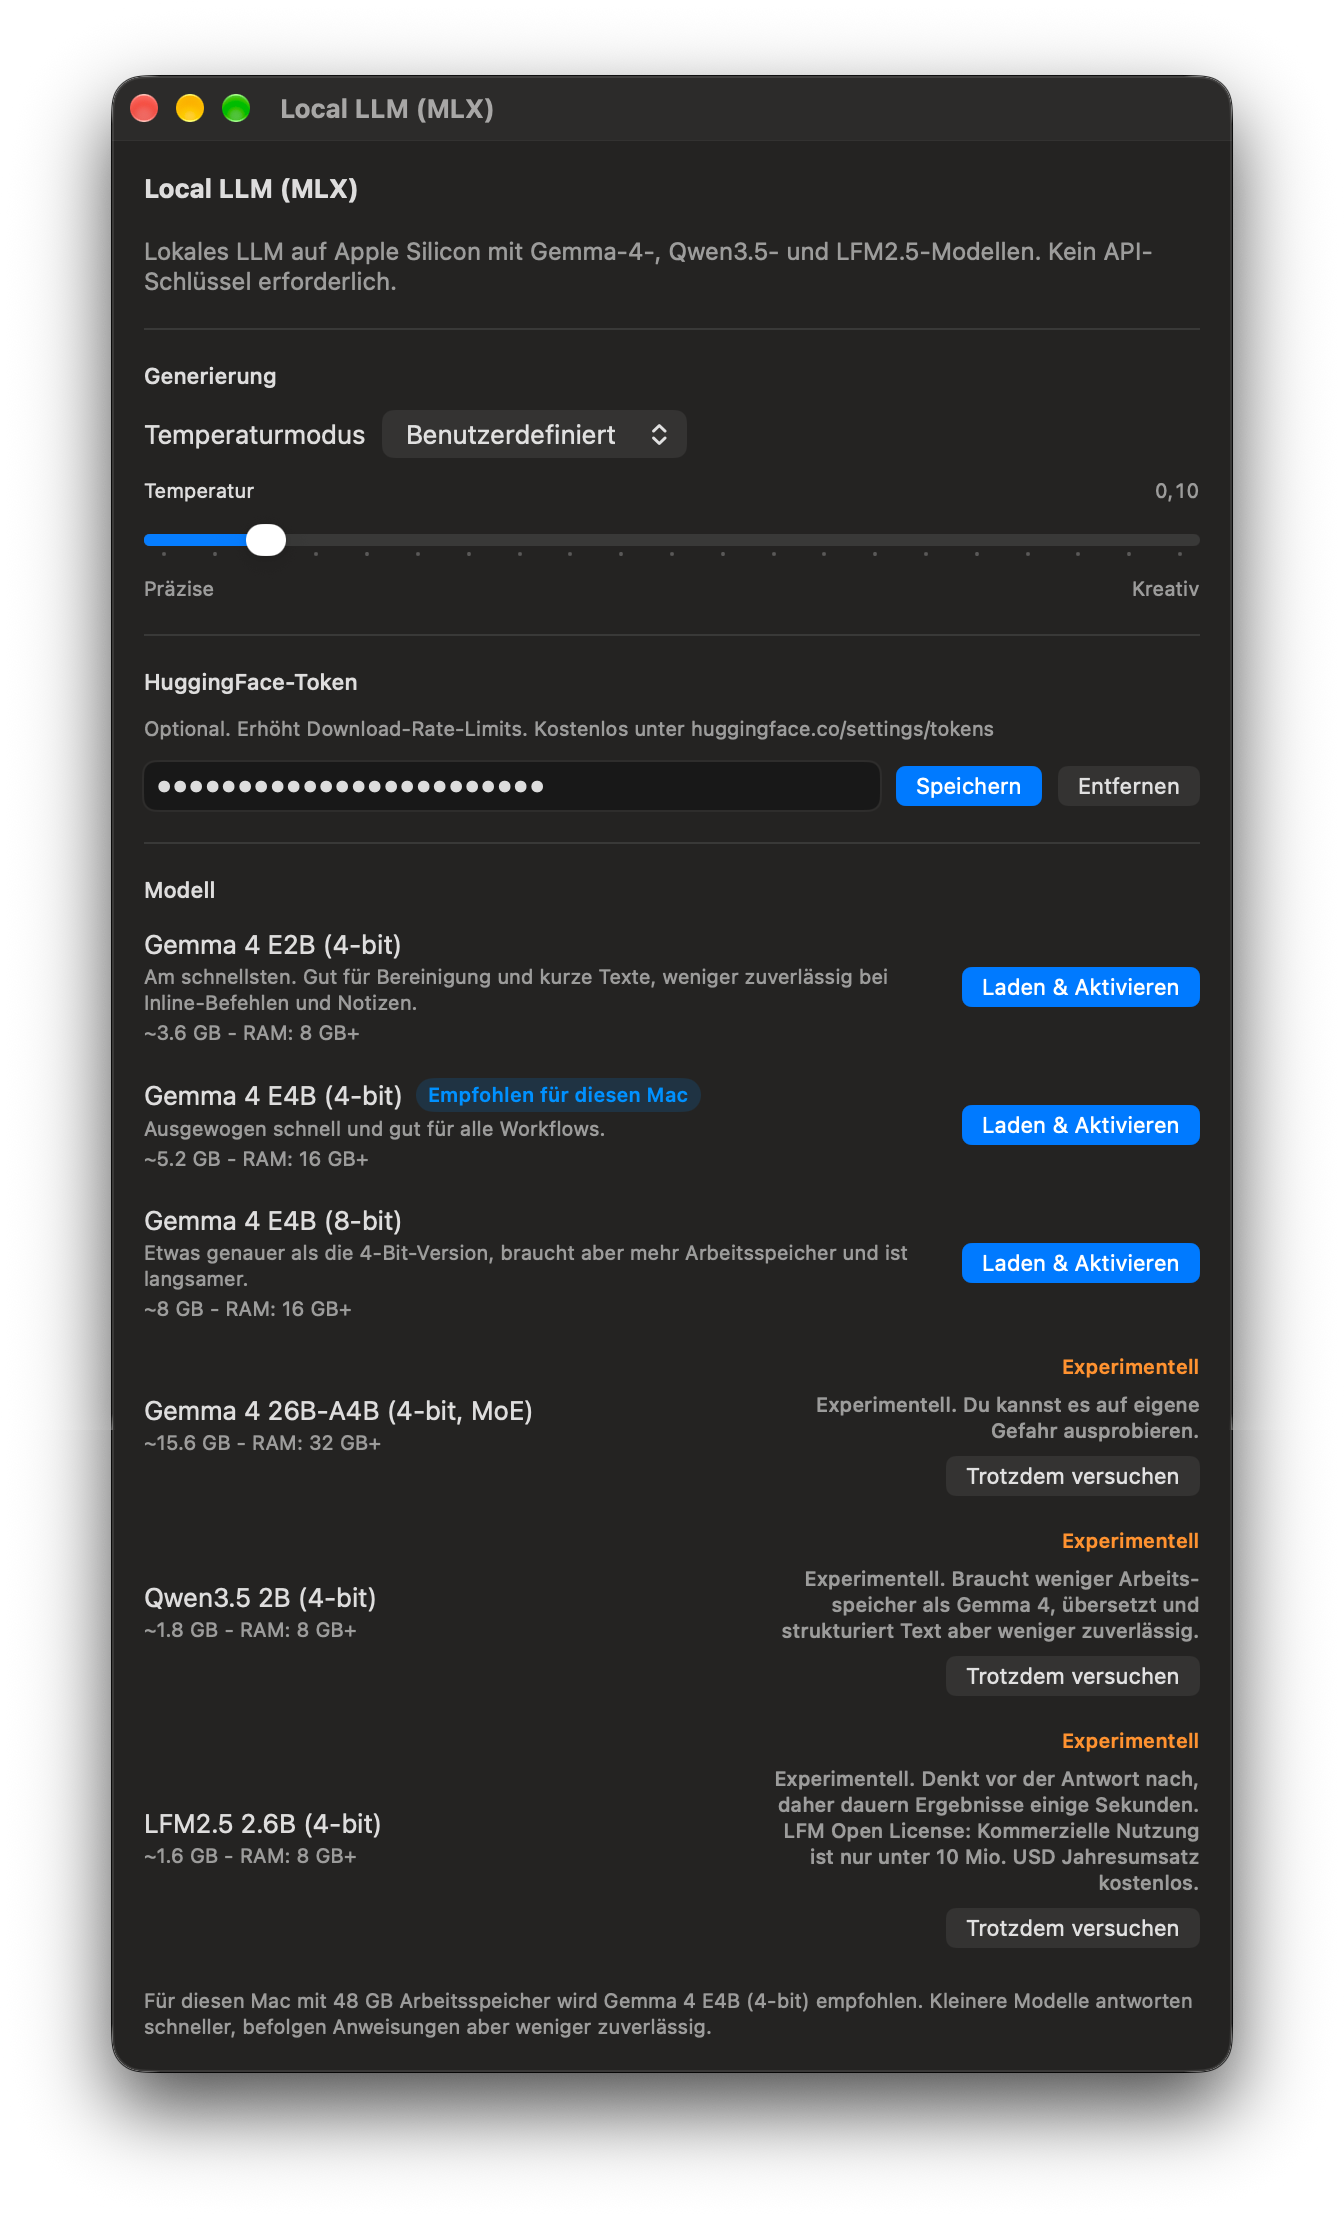 Local LLM (MLX)
Local LLM (MLX)
Lokales LLM auf Apple Silicon mit Gemma-4-, Qwen3.5- und LFM2.5-Modellen. Kein API-
Schlüssel erforderlich.
Generierung
Temperaturmodus Benutzerdefiniert
Temperatur 0,10
Präzise Kreativ
HuggingFace-Token
Optional. Erhöht Download-Rate-Limits. Kostenlos unter huggingface.co/settings/tokens
●●●●●●●●●●●●●●●●●●●●●●●● Speichern Entfernen
Modell
Gemma 4 E2B (4-bit)
Am schnellsten. Gut für Bereinigung und kurze Texte, weniger zuverlässig bei
Inline-Befehlen und Notizen.
~3.6 GB - RAM: 8 GB+
Laden & Aktivieren
Gemma 4 E4B (4-bit) Empfohlen für diesen Mac
Ausgewogen schnell und gut für alle Workflows.
~5.2 GB - RAM: 16 GB+
Laden & Aktivieren
Gemma 4 E4B (8-bit)
Etwas genauer als die 4-Bit-Version, braucht aber mehr Arbeitsspeicher und ist
langsamer.
~8 GB - RAM: 16 GB+
Laden & Aktivieren
Gemma 4 26B-A4B (4-bit, MoE)
~15.6 GB - RAM: 32 GB+
Experimentell
Experimentell. Du kannst es auf eigene
Gefahr ausprobieren.
Trotzdem versuchen
Qwen3.5 2B (4-bit)
~1.8 GB - RAM: 8 GB+
Experimentell
Experimentell. Braucht weniger Arbeits-
speicher als Gemma 4, übersetzt und
strukturiert Text aber weniger zuverlässig.
Trotzdem versuchen
LFM2.5 2.6B (4-bit)
~1.6 GB - RAM: 8 GB+
Experimentell
Experimentell. Denkt vor der Antwort nach,
daher dauern Ergebnisse einige Sekunden.
LFM Open License: Kommerzielle Nutzung
ist nur unter 10 Mio. USD Jahresumsatz
kostenlos.
Trotzdem versuchen
Für diesen Mac mit 48 GB Arbeitsspeicher wird Gemma 4 E4B (4-bit) empfohlen. Kleinere Modelle antworten
schneller, befolgen Anweisungen aber weniger zuverlässig.